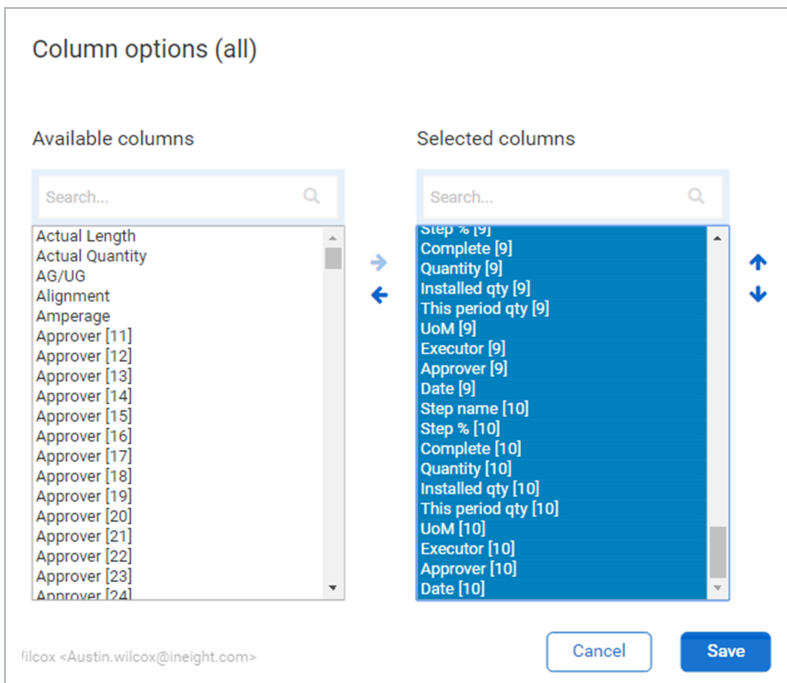 Column options (all)
Available columns
Search...
Actual Length
Actual Quantity
AG/UG
Alignment
Amperage
Approver [11]
Approver [12]
Approver [13]
Approver [14]
Approver [15]
Approver [16]
Approver [17]
Approver [18]
Approver [19]
Approver [20]
Approver [21]
Approver [22]
Approver [23]
Approver [24]
Selected columns
Search...
Step % [9]
Complete [9]
Quantity [9]
Installed qty [9]
This period qty [9]
UoM [9]
Executor [9]
Approver [9]
Date [9]
Step name [10]
Step % [10]
Complete [10]
Quantity [10]
Installed qty [10]
This period qty [10]
UoM [10]
Executor [10]
Approver [10]
Date [10]
ilcox <Austin.wilcox@ineight.com>
Cancel
Save